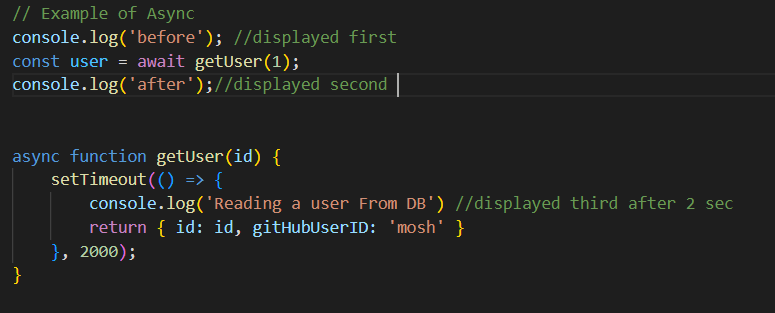 // Example of Async
console.log('before'); //displayed first
const user = await getUser(1);
console.log('after');//displayed second
async function getUser(id) {
setTimeout(() => {
console.log('Reading a user From DB') //displayed third after 2 sec
return { id: id, gitHubUserID: 'mosh' }
}, 2000);
}